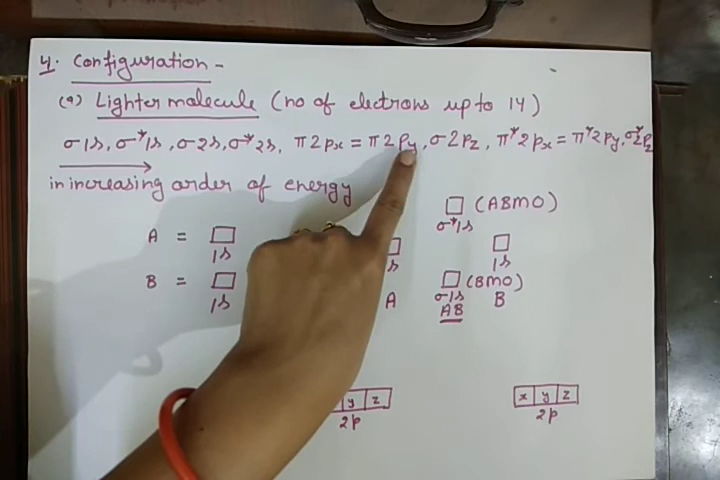 4. Configuration -
(a) Lighter molecule (no of electrons up to 14)
σ1s, σ*1s, σ2s, σ*2s, π2px = π2py, σ2pz, π*2px = π*2py, σ*2pz
in increasing order of energy
□ (ABMO)
σ*1s
A = □ □
1s s 1s
B = □ □ (BMO)
1s A σ1s B
AB
y z x y z
2p 2p